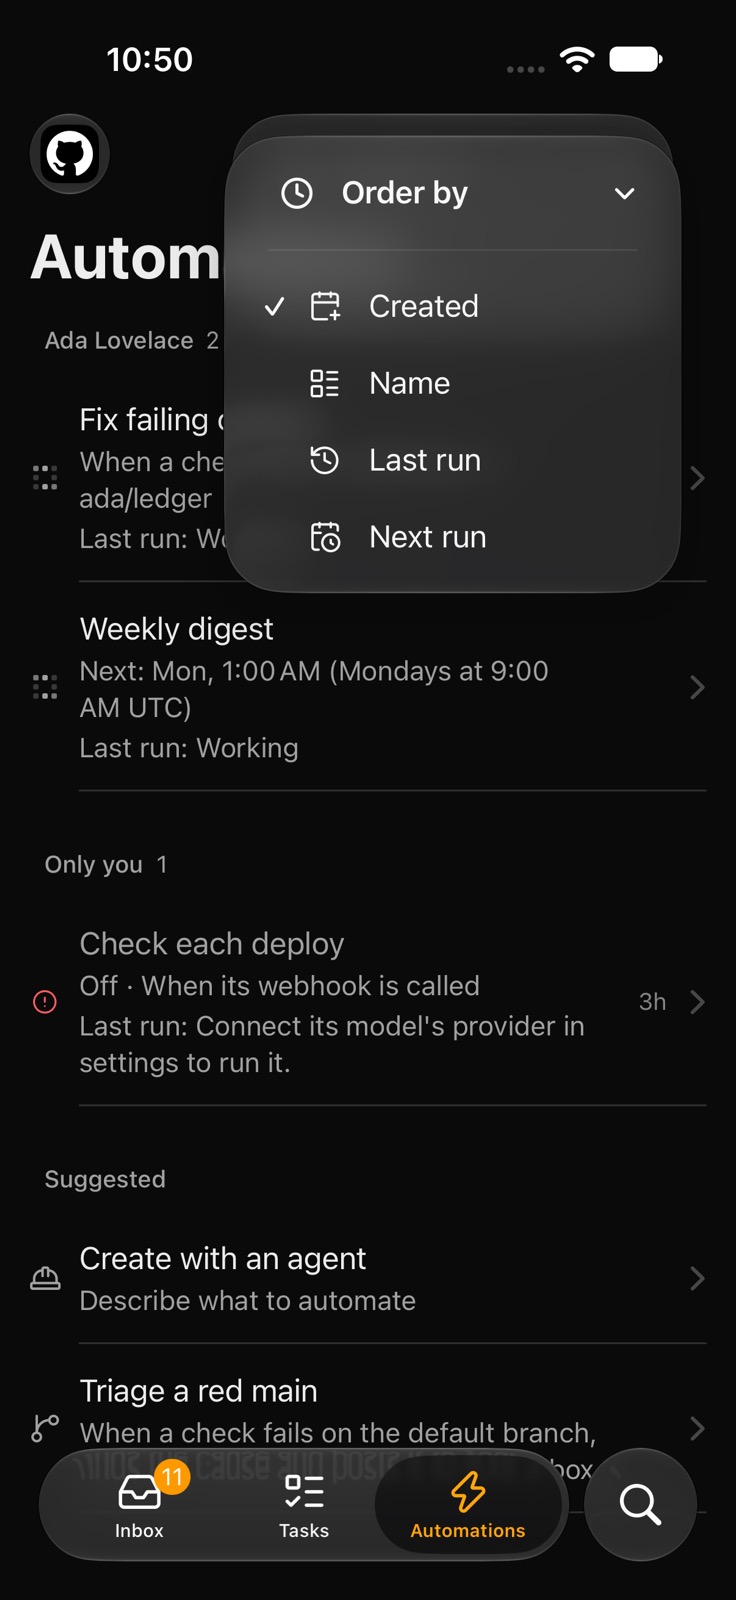 10:50
Order by
Autom
Created
Ada Lovelace 2
Name
Fix failing
When a che
Last run
ada/ledger
Last run: Wo
Next run
Weekly digest
Next: Mon, 1:00 AM (Mondays at 9:00
AM UTC)
Last run: Working
Only you 1
Check each deploy
Off · When its webhook is called
3h
Last run: Connect its model's provider in
settings to run it.
Suggested
Create with an agent
Describe what to automate
Triage a red main
When a check fails on the default branch,
box
11
Inbox
Tasks
Automations